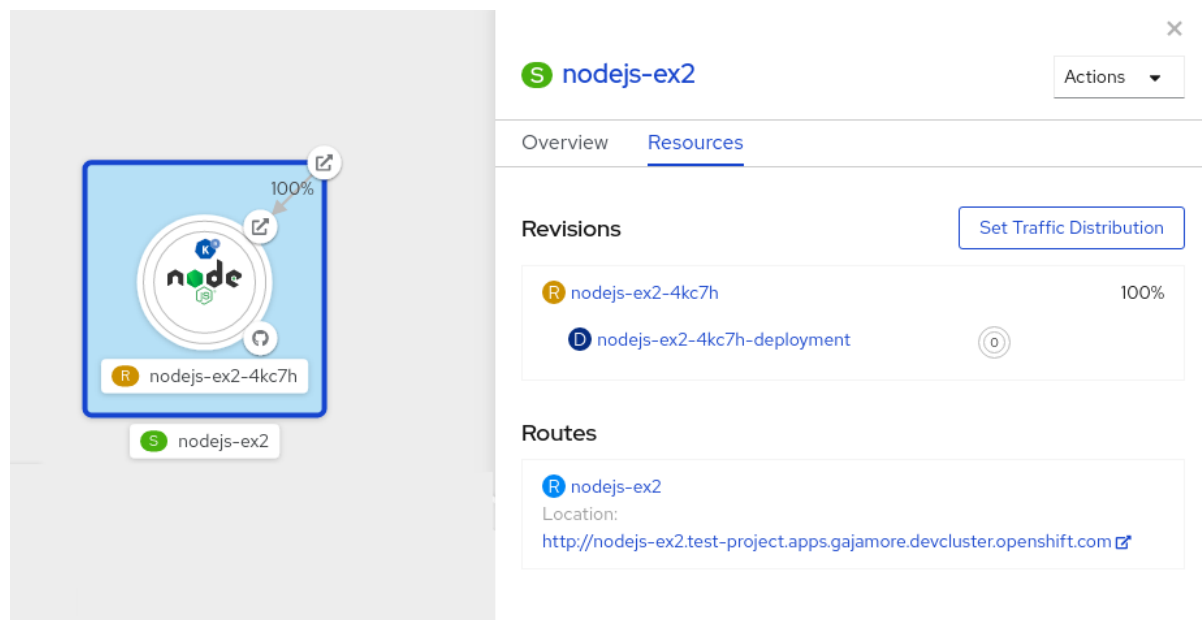 100%
K
node
JS
R nodejs-ex2-4kc7h
S nodejs-ex2
S nodejs-ex2
Actions
Overview Resources
Revisions
Set Traffic Distribution
R nodejs-ex2-4kc7h 100%
D nodejs-ex2-4kc7h-deployment 0
Routes
R nodejs-ex2
Location:
http://nodejs-ex2.test-project.apps.gajamore.devcluster.openshift.com